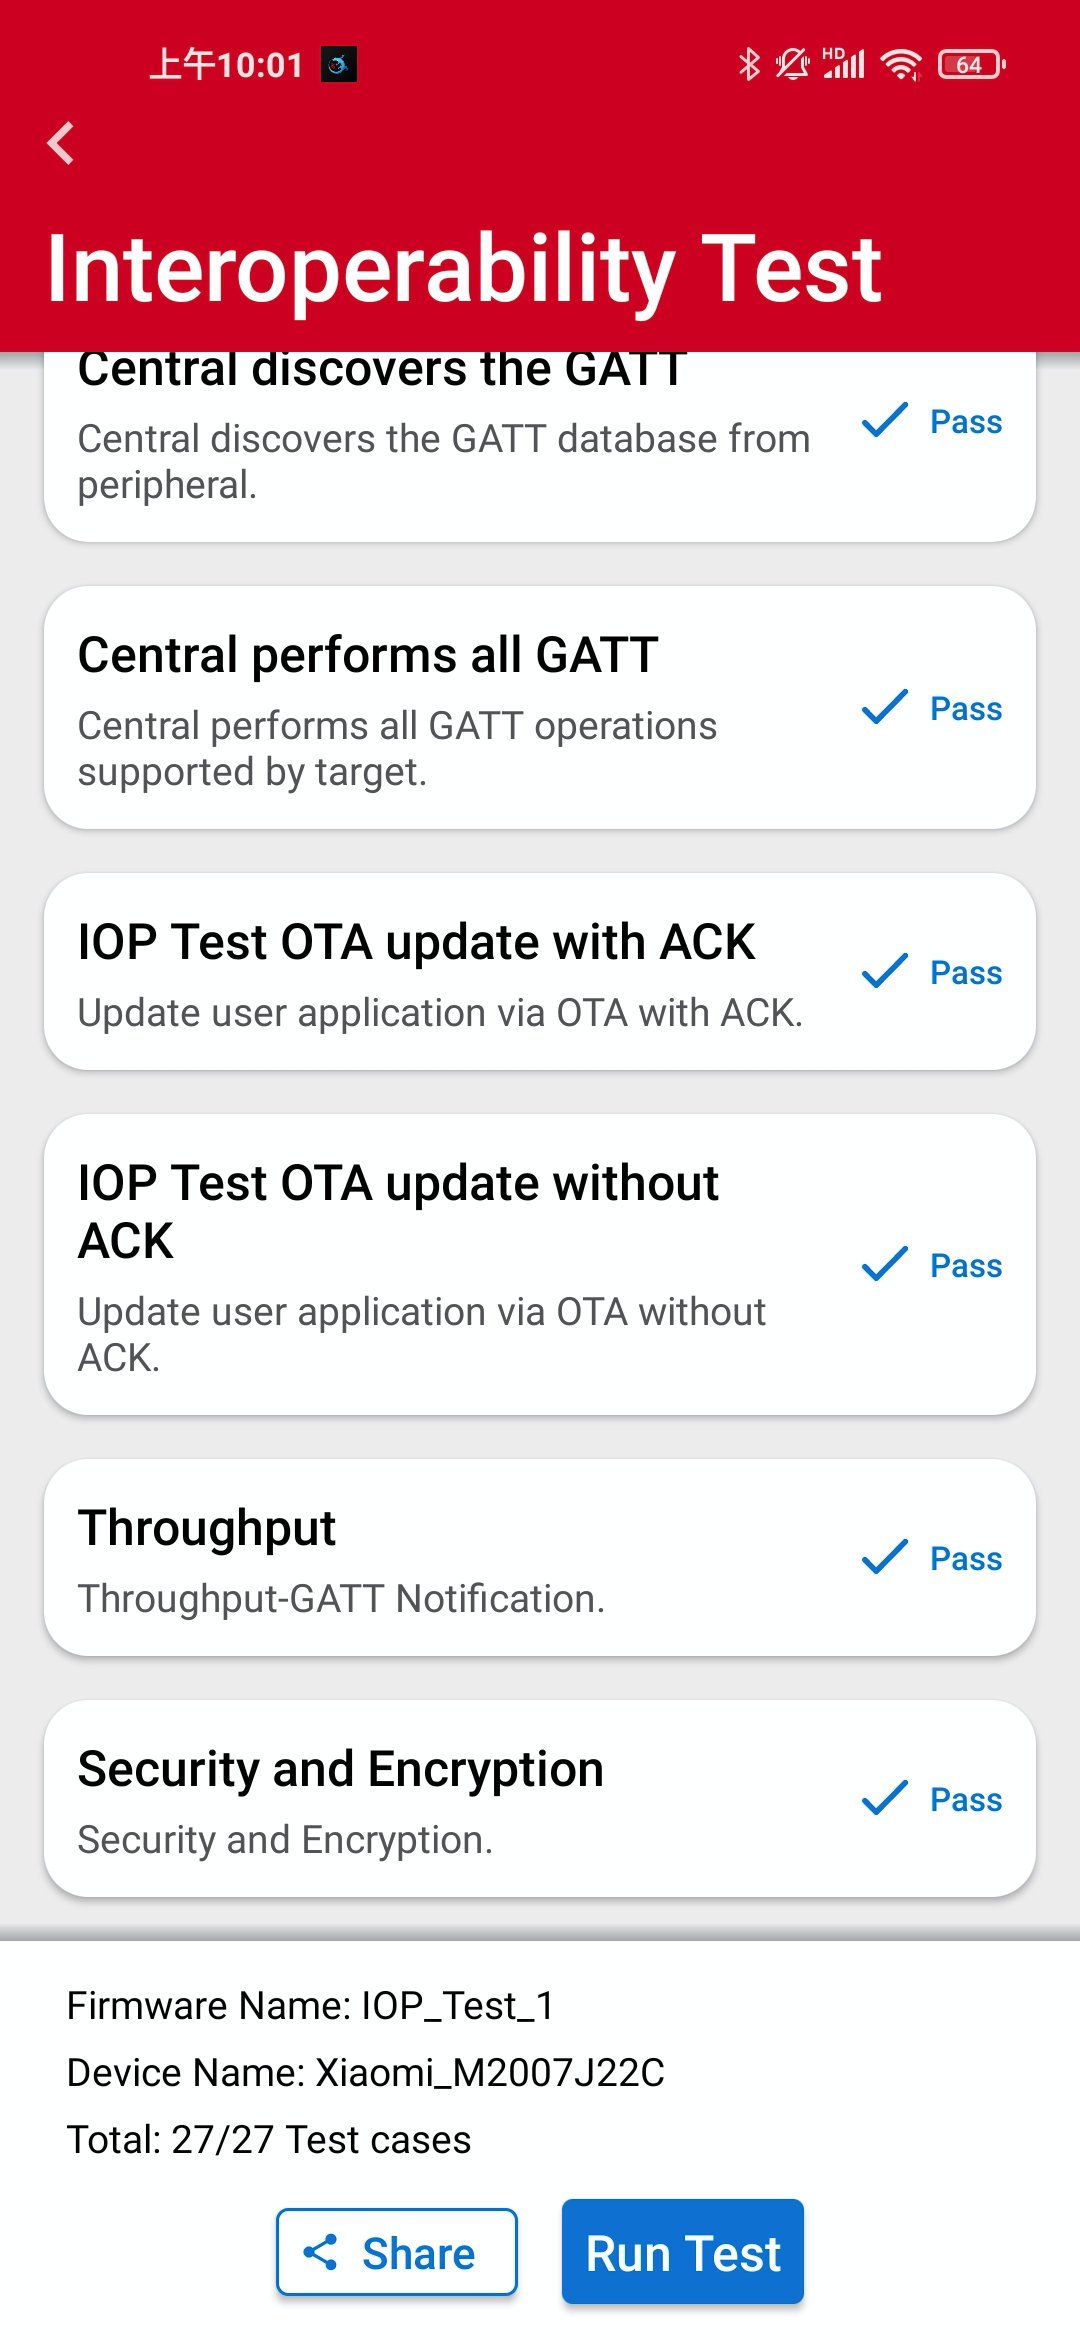 上午10:01
HD
64
Interoperability Test
Central discovers the GATT
Central discovers the GATT database from
peripheral.
Pass
Central performs all GATT
Central performs all GATT operations
supported by target.
Pass
IOP Test OTA update with ACK
Update user application via OTA with ACK.
Pass
IOP Test OTA update without
ACK
Update user application via OTA without
ACK.
Pass
Throughput
Throughput-GATT Notification.
Pass
Security and Encryption
Security and Encryption.
Pass
Firmware Name: IOP_Test_1
Device Name: Xiaomi_M2007J22C
Total: 27/27 Test cases
Share
Run Test